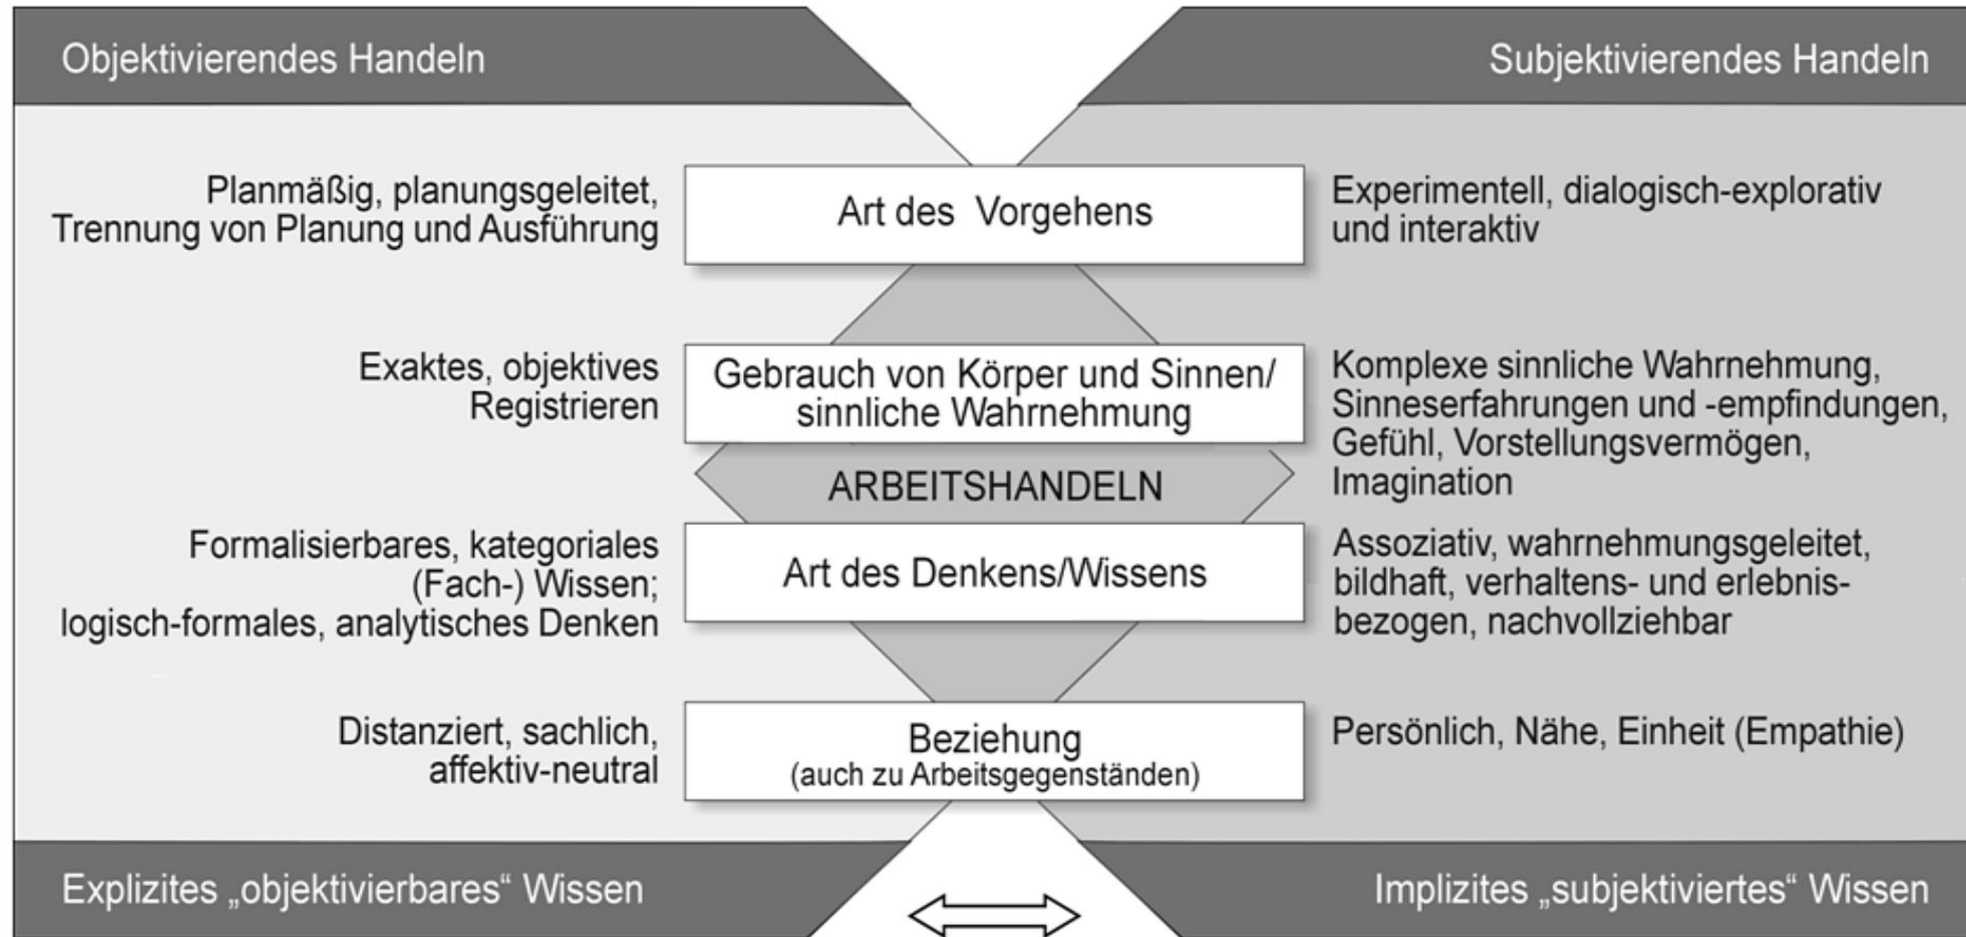 Objektivierendes Handeln
Subjektivierendes Handeln
Planmäßig, planungsgeleitet,
Trennung von Planung und Ausführung
Art des Vorgehens
Experimentell, dialogisch-explorativ
und interaktiv
Exaktes, objektives
Registrieren
Gebrauch von Körper und Sinnen/
sinnliche Wahrnehmung
Komplexe sinnliche Wahrnehmung,
Sinneserfahrungen und -empfindungen,
Gefühl, Vorstellungsvermögen,
Imagination
ARBEITSHANDELN
Formalisierbares, kategoriales
(Fach-) Wissen;
logisch-formales, analytisches Denken
Art des Denkens/Wissens
Assoziativ, wahrnehmungsgeleitet,
bildhaft, verhaltens- und erlebnis-
bezogen, nachvollziehbar
Distanziert, sachlich,
affektiv-neutral
Beziehung
(auch zu Arbeitsgegenständen)
Persönlich, Nähe, Einheit (Empathie)
Explizites „objektivierbares“ Wissen
Implizites „subjektiviertes“ Wissen